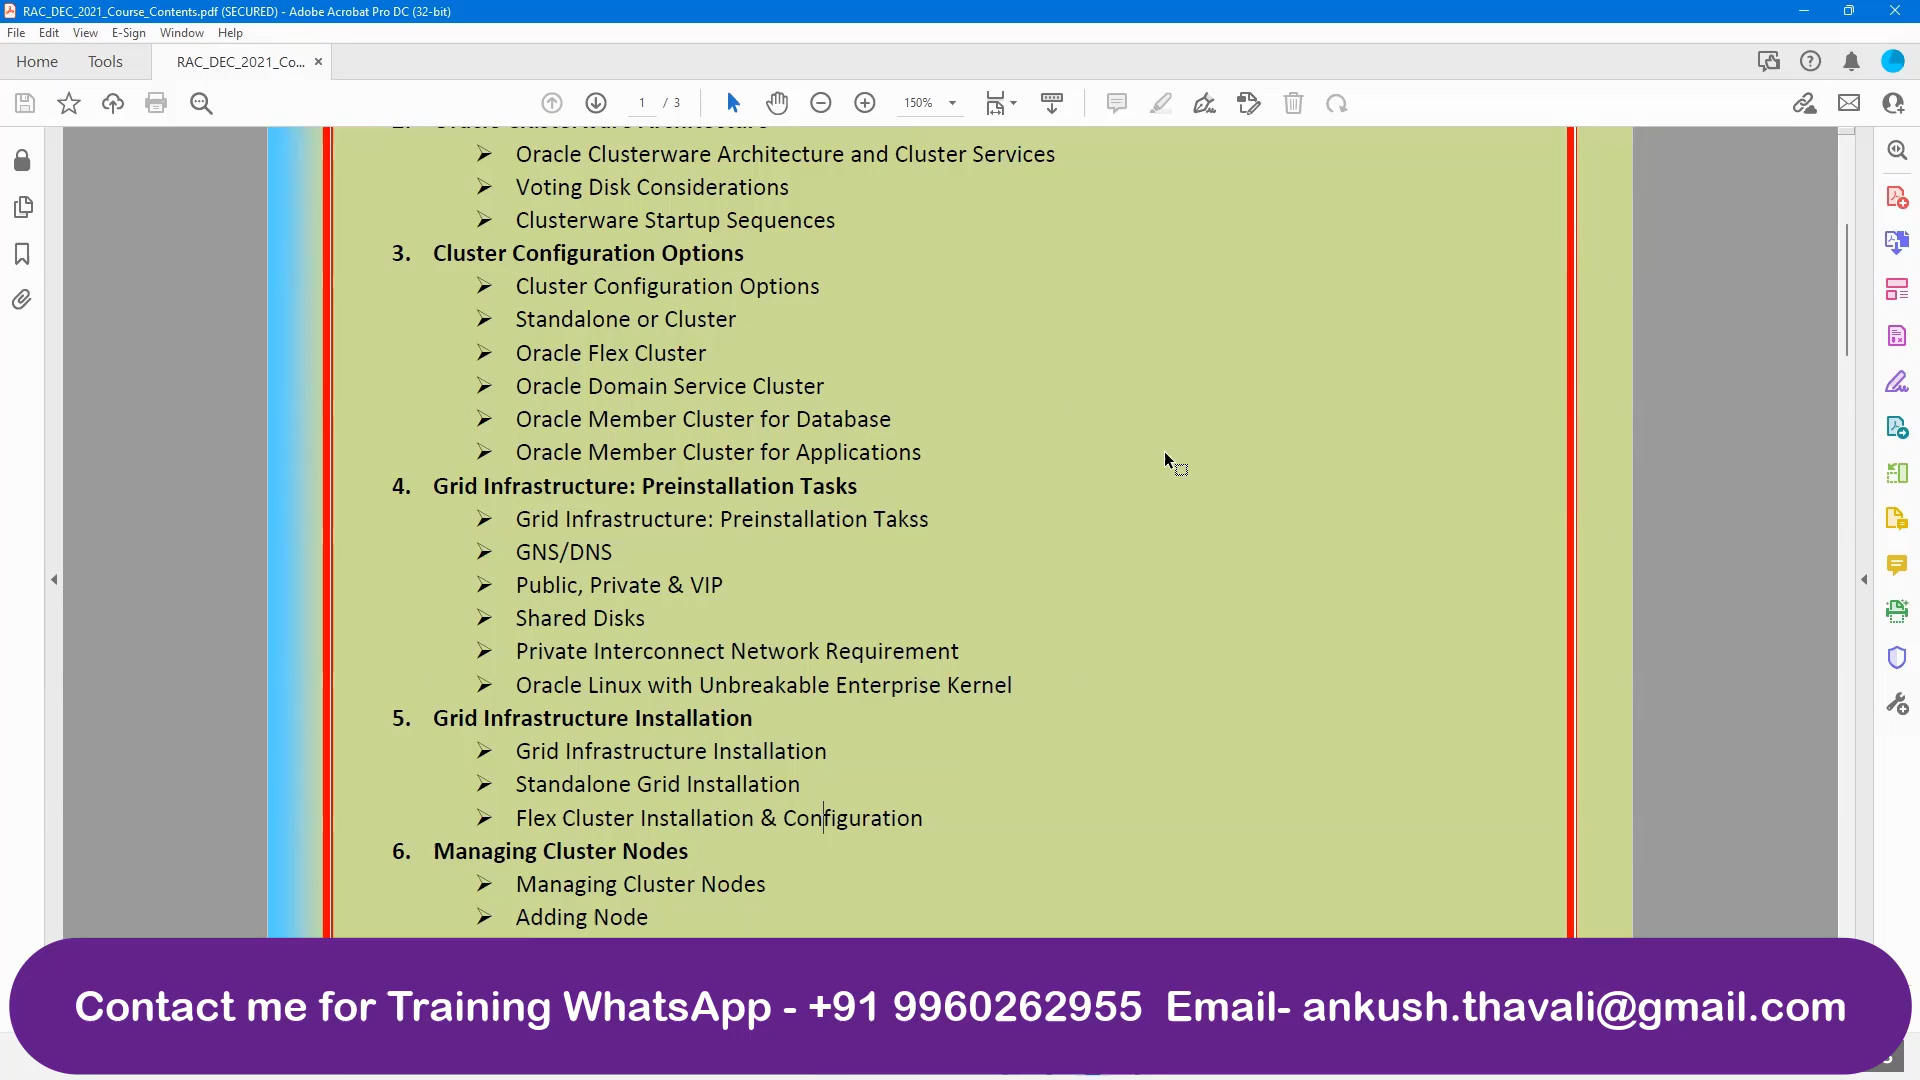 RAC_DEC_2021_Course_Contents.pdf (SECURED) - Adobe Acrobat Pro DC (32-bit)
File Edit View E-Sign Window Help
Home Tools RAC_DEC_2021_Co... ×
1 / 3 150%
2. Oracle Clusterware Architecture
➢ Oracle Clusterware Architecture and Cluster Services
➢ Voting Disk Considerations
➢ Clusterware Startup Sequences
3. Cluster Configuration Options
➢ Cluster Configuration Options
➢ Standalone or Cluster
➢ Oracle Flex Cluster
➢ Oracle Domain Service Cluster
➢ Oracle Member Cluster for Database
➢ Oracle Member Cluster for Applications
4. Grid Infrastructure: Preinstallation Tasks
➢ Grid Infrastructure: Preinstallation Takss
➢ GNS/DNS
➢ Public, Private & VIP
➢ Shared Disks
➢ Private Interconnect Network Requirement
➢ Oracle Linux with Unbreakable Enterprise Kernel
5. Grid Infrastructure Installation
➢ Grid Infrastructure Installation
➢ Standalone Grid Installation
➢ Flex Cluster Installation & Configuration
6. Managing Cluster Nodes
➢ Managing Cluster Nodes
➢ Adding Node
Contact me for Training WhatsApp - +91 9960262955 Email- ankush.thavali@gmail.com